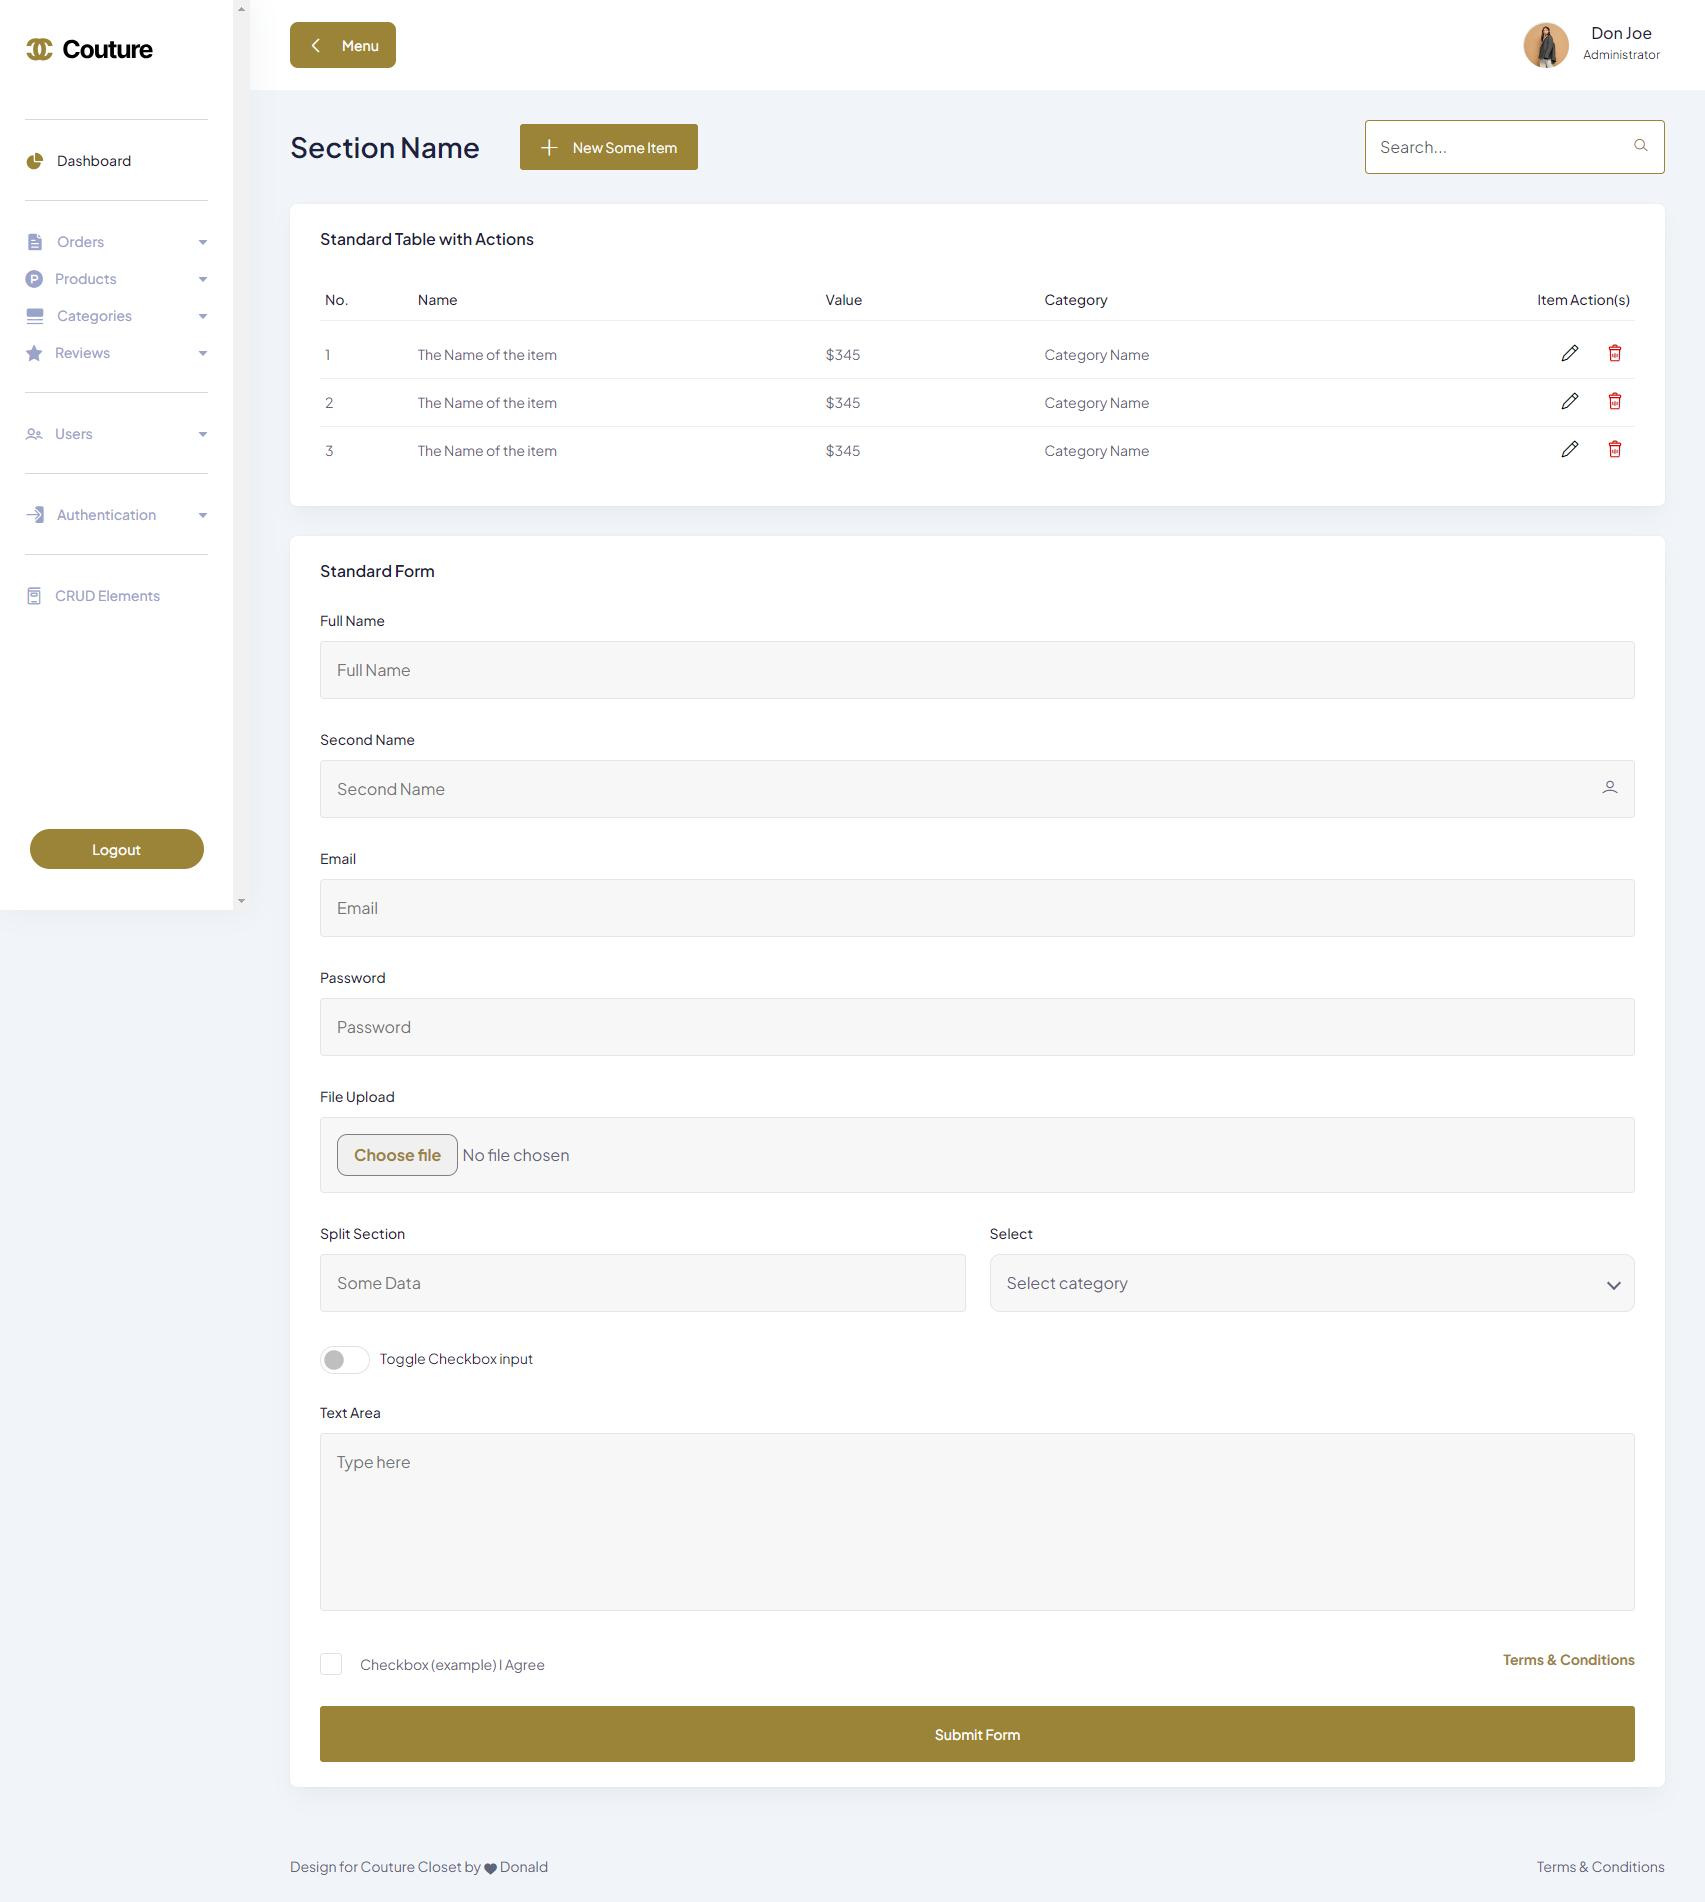 Couture
Dashboard
Orders
Products
Categories
Reviews
Users
Authentication
CRUD Elements
Logout
Menu
Don Joe
Administrator
Section Name
New Some Item
Search...
Standard Table with Actions
No. Name Value Category Item Action(s)
1 The Name of the item $345 Category Name
2 The Name of the item $345 Category Name
3 The Name of the item $345 Category Name
Standard Form
Full Name
Full Name
Second Name
Second Name
Email
Email
Password
Password
File Upload
Choose file No file chosen
Split Section Select
Some Data Select category
Toggle Checkbox input
Text Area
Type here
Checkbox (example) I Agree Terms & Conditions
Submit Form
Design for Couture Closet by Donald Terms & Conditions